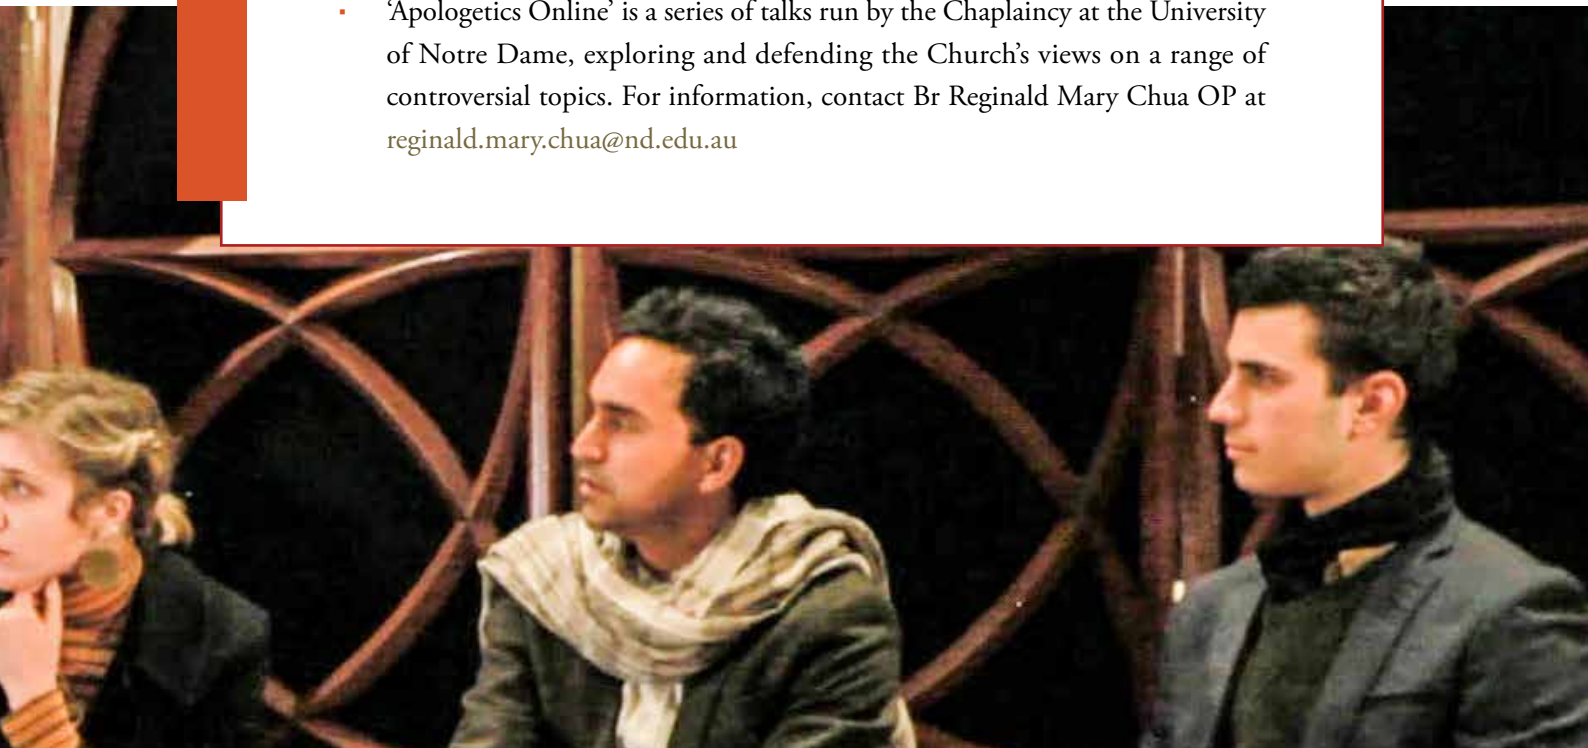 ▪ ‘Apologetics Online’ is a series of talks run by the Chaplaincy at the University
of Notre Dame, exploring and defending the Church’s views on a range of
controversial topics. For information, contact Br Reginald Mary Chua OP at
reginald.mary.chua@nd.edu.au